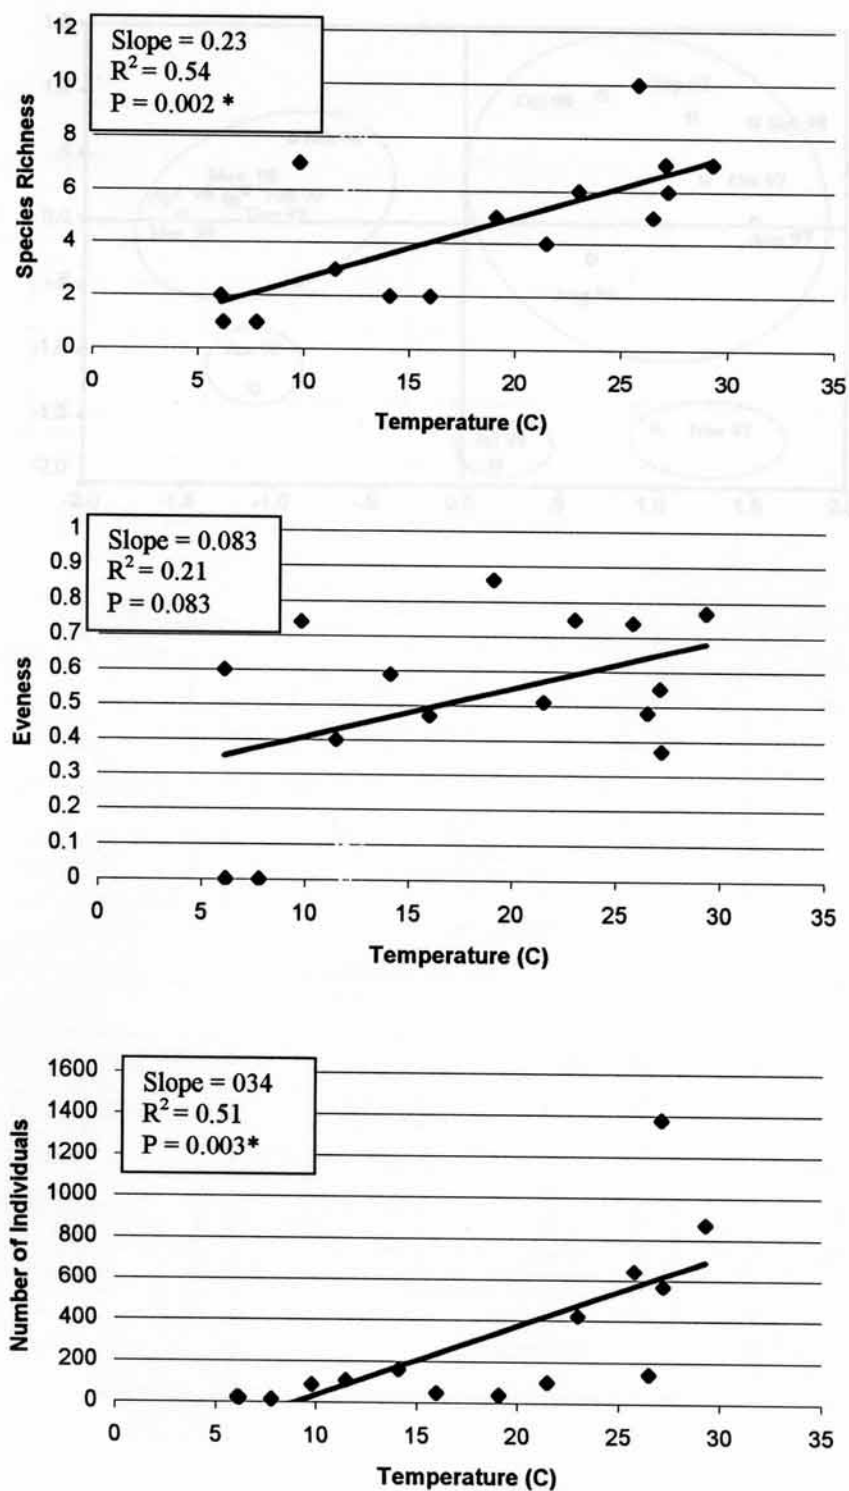 Slope = 0.23
R² = 0.54
P = 0.002 *
12
10
8
6
4
2
0
Species Richness
0 5 10 15 20 25 30 35
Temperature (C)
Slope = 0.083
R² = 0.21
P = 0.083
1
0.9
0.8
0.7
0.6
0.5
0.4
0.3
0.2
0.1
0
Eveness
0 5 10 15 20 25 30 35
Temperature (C)
Slope = 034
R² = 0.51
P = 0.003*
1600
1400
1200
1000
800
600
400
200
0
Number of Individuals
0 5 10 15 20 25 30 35
Temperature (C)